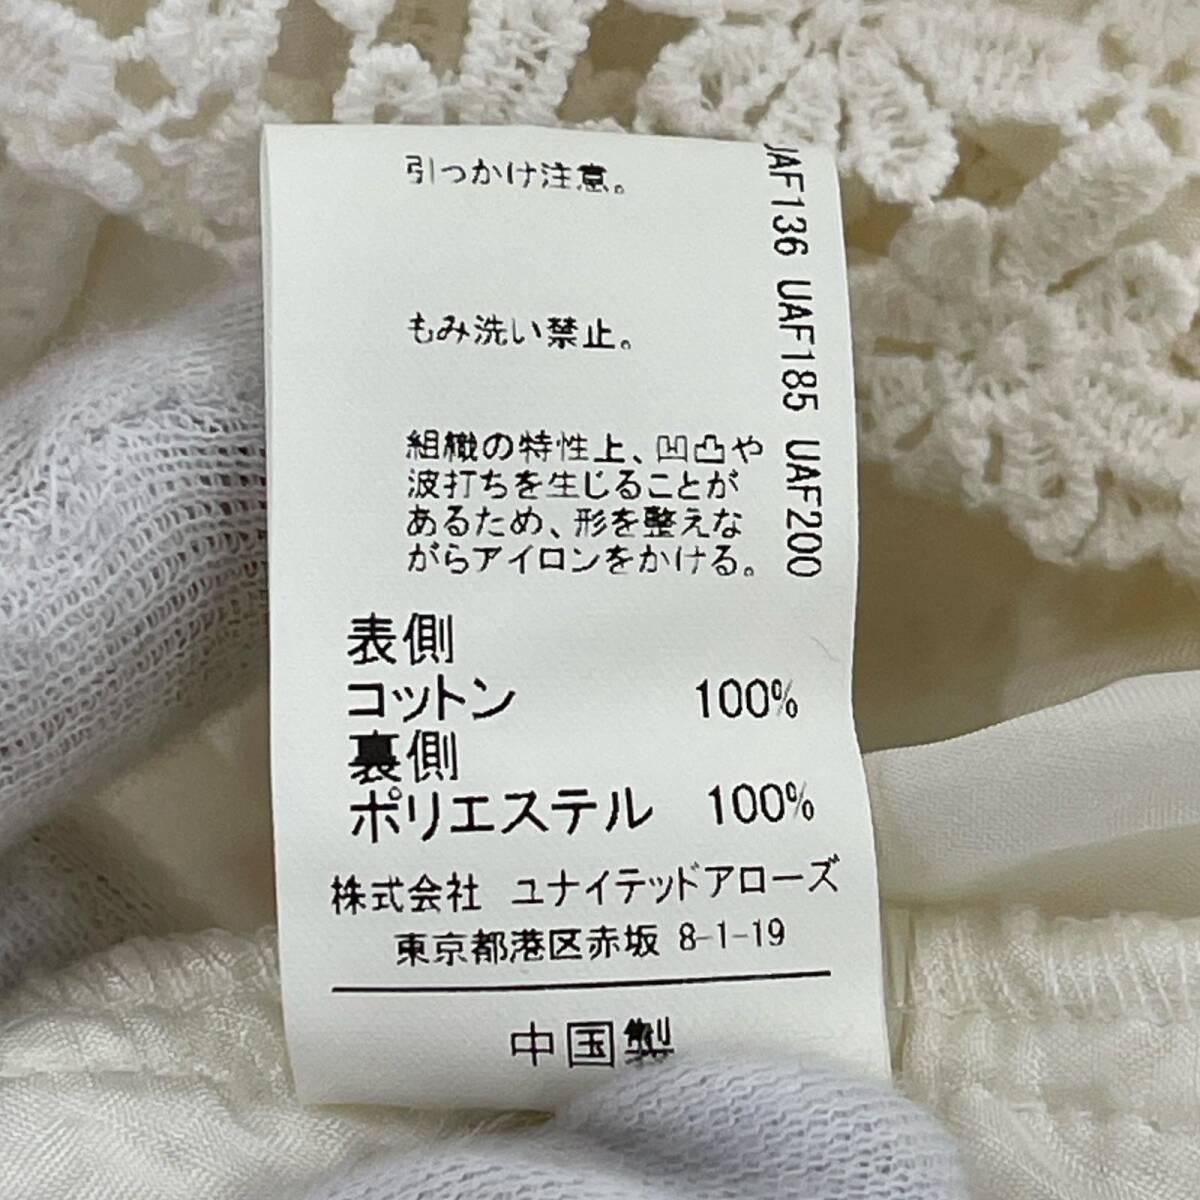 引っかけ注意。
もみ洗い禁止。
組織の特性上、凹凸や
波打ちを生じることが
あるため、形を整えな
がらアイロンをかける。
UAF136 UAF185 UAF200
表側
コットン 100%
裏側
ポリエステル 100%
株式会社 ユナイテッドアローズ
東京都港区赤坂 8-1-19
中国製